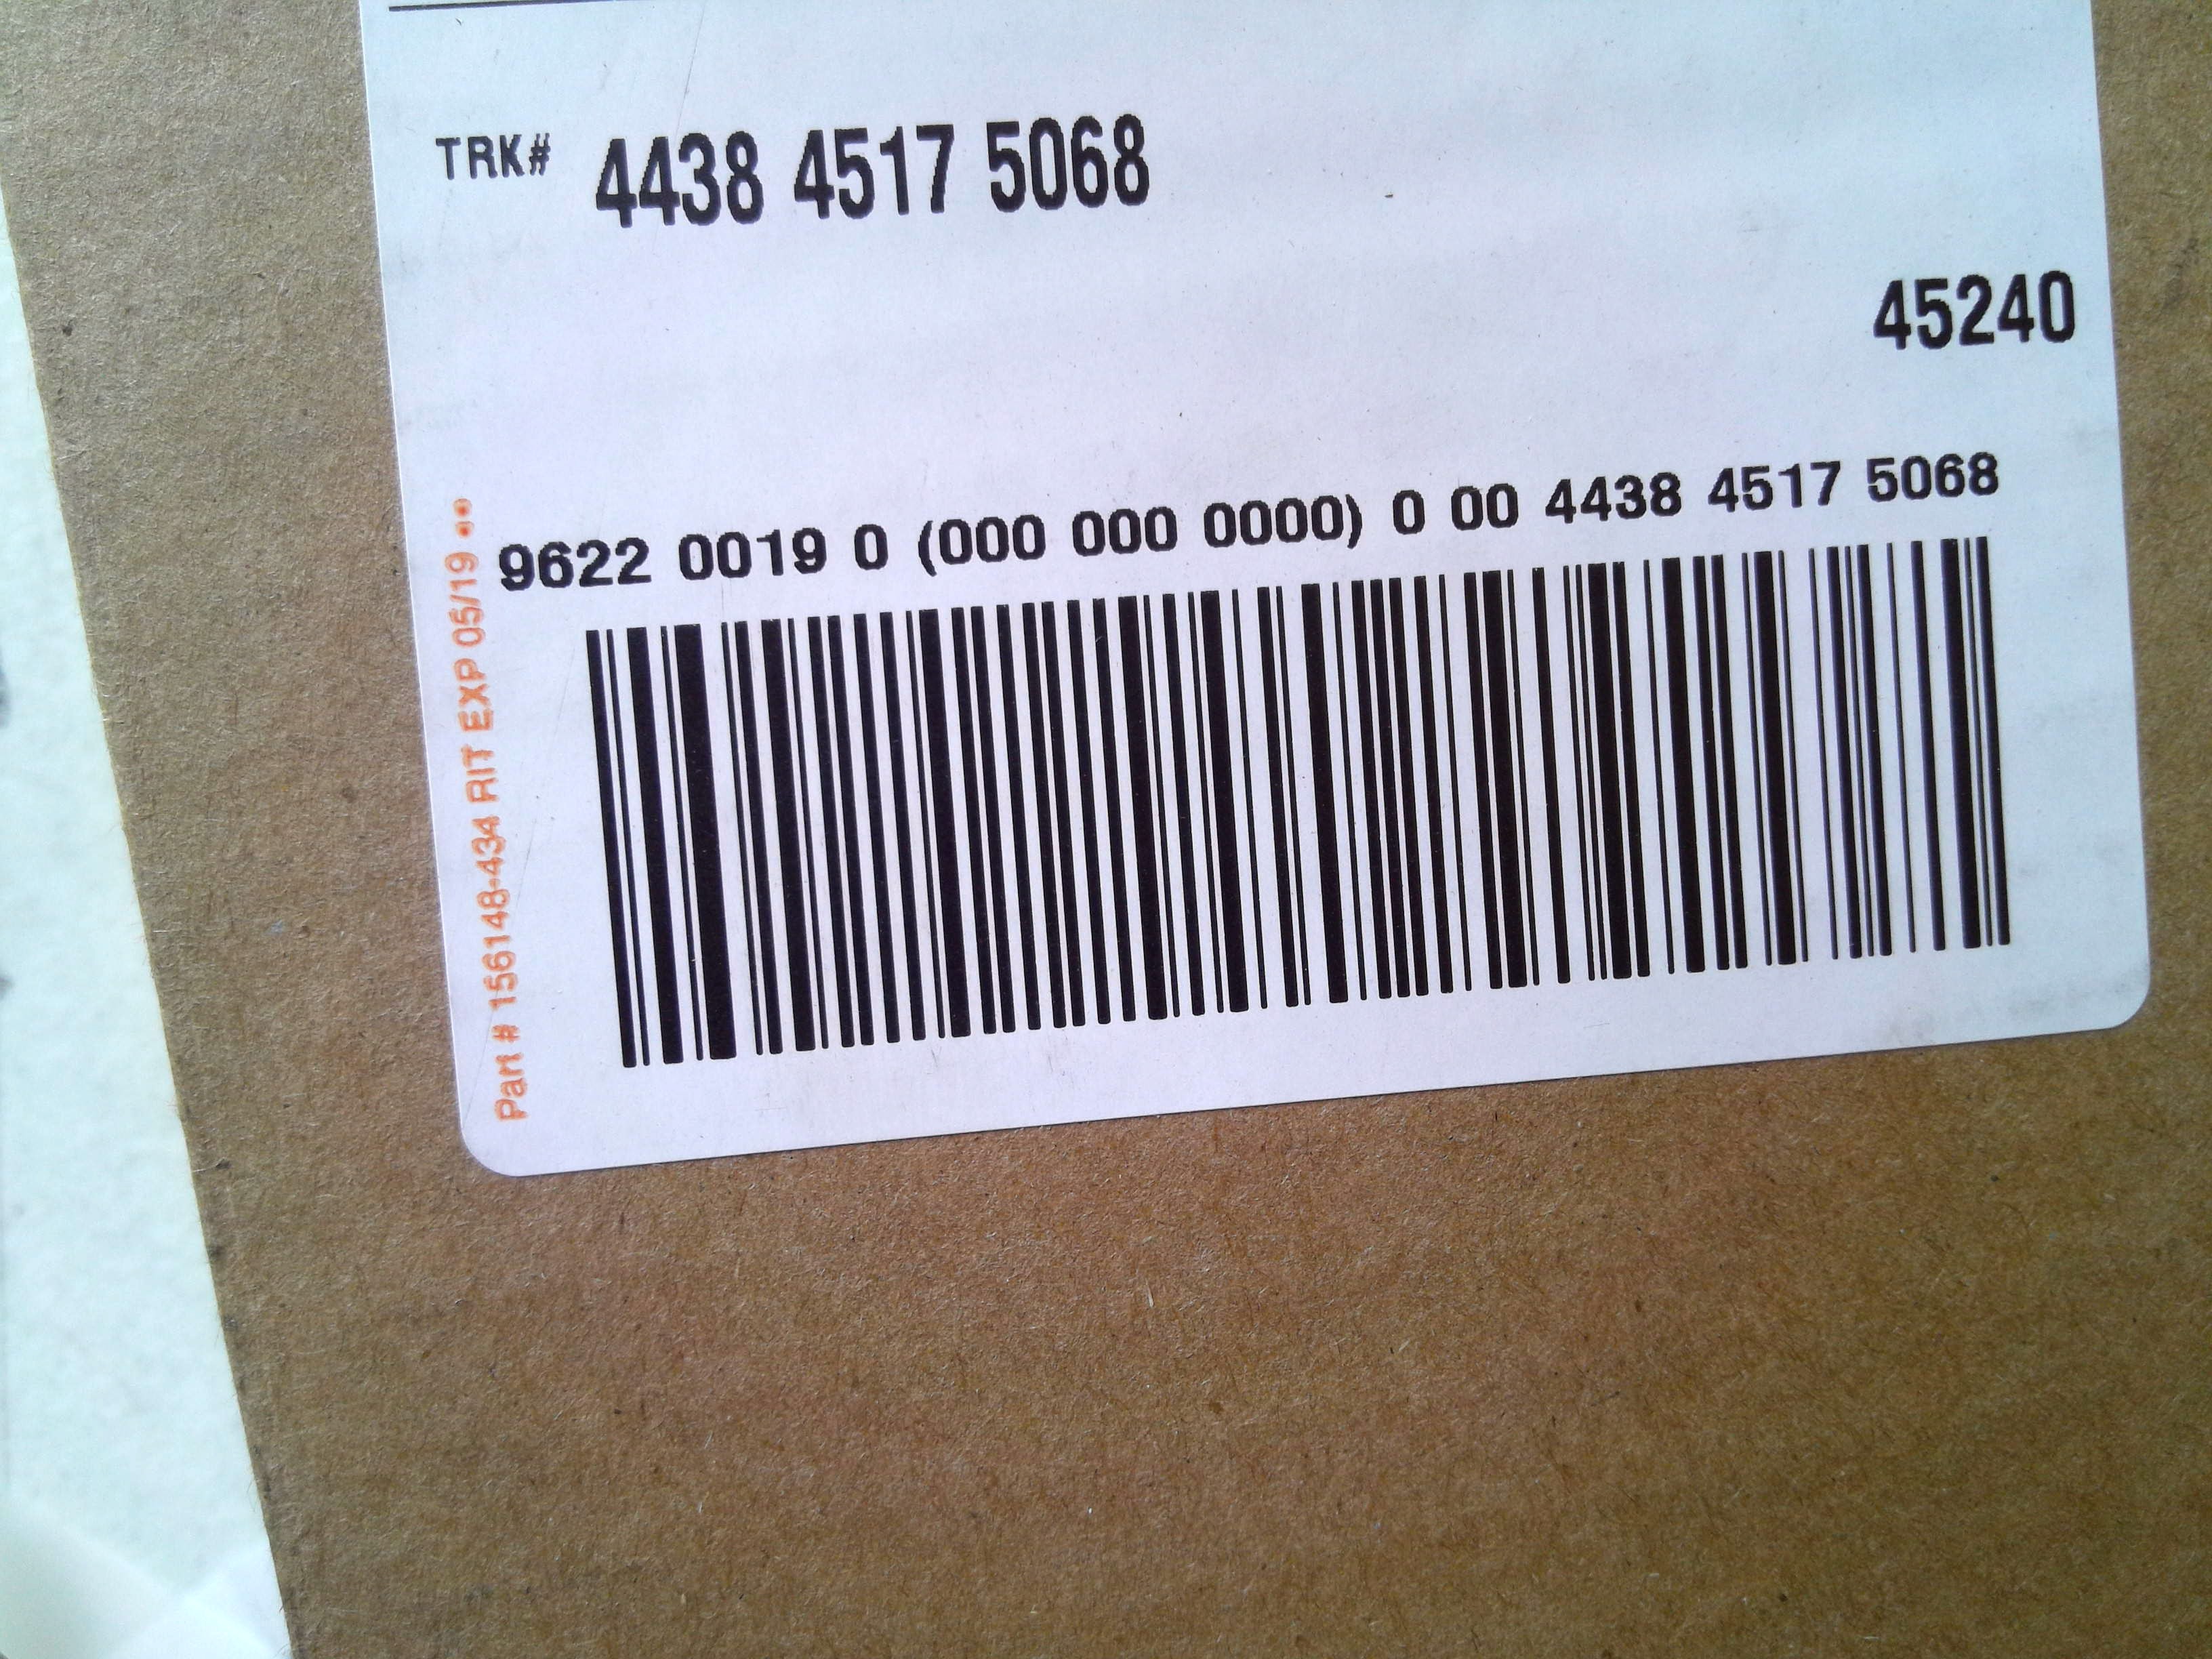 TRK# 4438 4517 5068
45240
9622 0019 0 (000 000 0000) 0 00 4438 4517 5068
Part # 156148-434 RIT EXP 05/19 ••